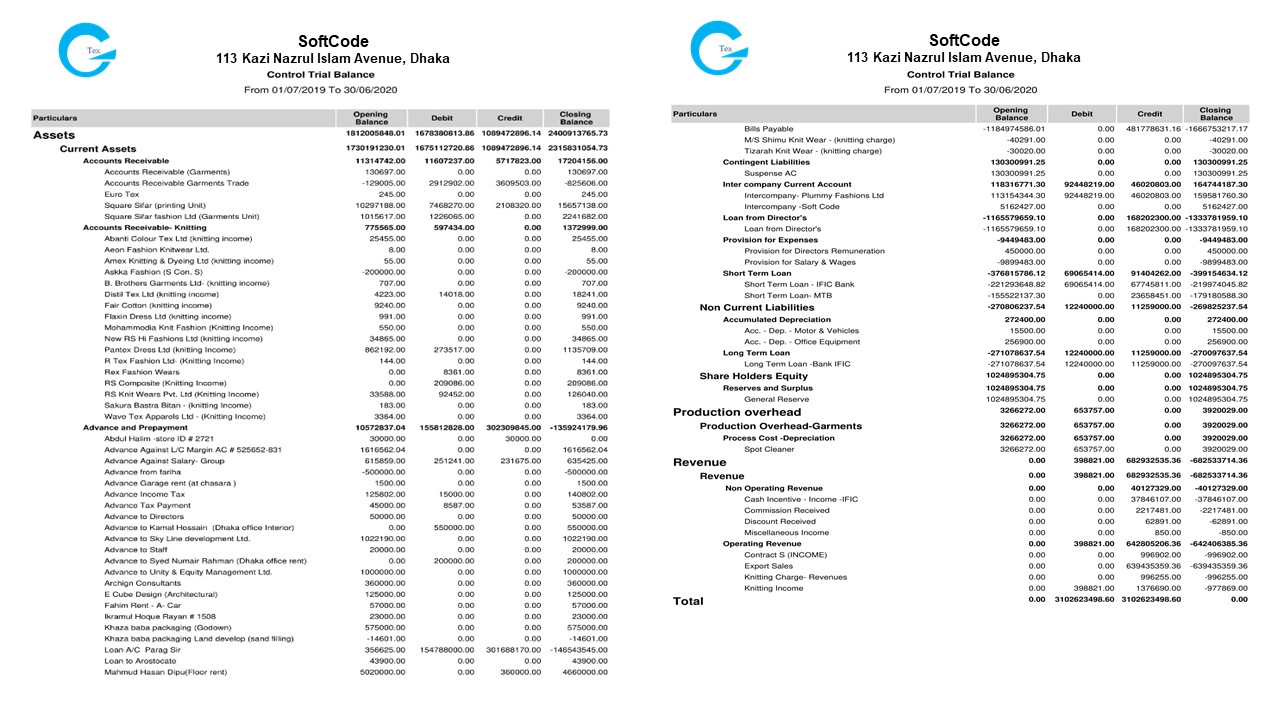 Tex
SoftCode
113 Kazi Nazrul Islam Avenue, Dhaka
Control Trial Balance
From 01/07/2019 To 30/06/2020
Particulars Opening Balance Debit Credit Closing Balance
Assets 1812005848.01 1678380813.86 1089472896.14 2400913765.73
Current Assets 1730191230.01 1675112720.86 1089472896.14 2315831054.73
Accounts Receivable 11314742.00 11607237.00 5717823.00 17204156.00
Accounts Receivable (Garments) 130697.00 0.00 0.00 130697.00
Accounts Receivable Garments Trade -129005.00 2912902.00 3609503.00 -825606.00
Euro Tex 245.00 0.00 0.00 245.00
Square Sifar (printing Unit) 10297188.00 7468270.00 2108320.00 15657138.00
Square Sifar fashion Ltd (Garments Unit) 1015617.00 1226065.00 0.00 2241682.00
Accounts Receivable- Knitting 775565.00 597434.00 0.00 1372999.00
Abanti Colour Tex Ltd (knitting income) 25455.00 0.00 0.00 25455.00
Aeon Fashion Knitwear Ltd. 8.00 0.00 0.00 8.00
Amex Knitting & Dyeing Ltd (knitting income) 55.00 0.00 0.00 55.00
Askka Fashion (S Con. S) -200000.00 0.00 0.00 -200000.00
B. Brothers Garments Ltd- (knitting income) 707.00 0.00 0.00 707.00
Distil Tex Ltd (knitting income) 4223.00 14018.00 0.00 18241.00
Fair Cotton (knitting income) 9240.00 0.00 0.00 9240.00
Flaxin Dress Ltd (knitting income) 991.00 0.00 0.00 991.00
Mohammodia Knit Fashion (Knitting Income) 550.00 0.00 0.00 550.00
New RS Hi Fashions Ltd (knitting income) 34865.00 0.00 0.00 34865.00
Pantex Dress Ltd (knitting Income) 862192.00 273517.00 0.00 1135709.00
R Tex Fashion Ltd- (Knitting Income) 144.00 0.00 0.00 144.00
Rex Fashion Wears 0.00 8361.00 0.00 8361.00
RS Composite (Knitting Income) 0.00 209086.00 0.00 209086.00
RS Knit Wears Pvt. Ltd (Knitting Income) 33588.00 92452.00 0.00 126040.00
Sakura Bastra Bitan - (knitting Income) 183.00 0.00 0.00 183.00
Wavo Tex Apparels Ltd - (Knitting Income) 3364.00 0.00 0.00 3364.00
Advance and Prepayment 10572837.04 155812828.00 302309845.00 -135924179.96
Abdul Halim -store ID # 2721 30000.00 0.00 30000.00 0.00
Advance Against L/C Margin AC # 525652-831 1616562.04 0.00 0.00 1616562.04
Advance Against Salary- Group 615859.00 251241.00 231675.00 635425.00
Advance from fariha -500000.00 0.00 0.00 -500000.00
Advance Garage rent (at chasara ) 1500.00 0.00 0.00 1500.00
Advance Income Tax 125802.00 15000.00 0.00 140802.00
Advance Tax Payment 45000.00 8587.00 0.00 53587.00
Advance to Directors 50000.00 0.00 0.00 50000.00
Advance to Kamal Hossain (Dhaka office Interior) 0.00 550000.00 0.00 550000.00
Advance to Sky Line development Ltd. 1022190.00 0.00 0.00 1022190.00
Advance to Staff 20000.00 0.00 0.00 20000.00
Advance to Syed Numair Rahman (Dhaka office rent) 0.00 200000.00 0.00 200000.00
Advance to Unity & Equity Management Ltd. 1000000.00 0.00 0.00 1000000.00
Archign Consultants 360000.00 0.00 0.00 360000.00
E Cube Design (Architectural) 125000.00 0.00 0.00 125000.00
Fahim Rent - A- Car 57000.00 0.00 0.00 57000.00
Ikramul Hoque Rayan # 1508 23000.00 0.00 0.00 23000.00
Khaza baba packaging (Godown) 575000.00 0.00 0.00 575000.00
Khaza baba packaging Land develop (sand filling) -14601.00 0.00 0.00 -14601.00
Loan A/C Parag Sir 356625.00 154788000.00 301688170.00 -146543545.00
Loan to Arostocate 43900.00 0.00 0.00 43900.00
Mahmud Hasan Dipu(Floor rent) 5020000.00 0.00 360000.00 4660000.00
Tex
SoftCode
113 Kazi Nazrul Islam Avenue, Dhaka
Control Trial Balance
From 01/07/2019 To 30/06/2020
Particulars Opening Balance Debit Credit Closing Balance
Bills Payable -1184974586.01 0.00 481778631.16 -1666753217.17
M/S Shimu Knit Wear - (knitting charge) -40291.00 0.00 0.00 -40291.00
Tizarah Knit Wear - (knitting charge) -30020.00 0.00 0.00 -30020.00
Contingent Liabilities 130300991.25 0.00 0.00 130300991.25
Suspense AC 130300991.25 0.00 0.00 130300991.25
Inter company Current Account 118316771.30 92448219.00 46020803.00 164744187.30
Intercompany- Plummy Fashions Ltd 113154344.30 92448219.00 46020803.00 159581760.30
Intercompany -Soft Code 5162427.00 0.00 0.00 5162427.00
Loan from Director's -1165579659.10 0.00 168202300.00 -1333781959.10
Loan from Director's -1165579659.10 0.00 168202300.00 -1333781959.10
Provision for Expenses -9449483.00 0.00 0.00 -9449483.00
Provision for Directors Remuneration 450000.00 0.00 0.00 450000.00
Provision for Salary & Wages -9899483.00 0.00 0.00 -9899483.00
Short Term Loan -376815786.12 69065414.00 91404262.00 -399154634.12
Short Term Loan - IFIC Bank -221293648.82 69065414.00 67745811.00 -219974045.82
Short Term Loan- MTB -155522137.30 0.00 23658451.00 -179180588.30
Non Current Liabilities -270806237.54 12240000.00 11259000.00 -269825237.54
Accumulated Depreciation 272400.00 0.00 0.00 272400.00
Acc. - Dep. - Motor & Vehicles 15500.00 0.00 0.00 15500.00
Acc. - Dep. - Office Equipment 256900.00 0.00 0.00 256900.00
Long Term Loan -271078637.54 12240000.00 11259000.00 -270097637.54
Long Term Loan -Bank IFIC -271078637.54 12240000.00 11259000.00 -270097637.54
Share Holders Equity 1024895304.75 0.00 0.00 1024895304.75
Reserves and Surplus 1024895304.75 0.00 0.00 1024895304.75
General Reserve 1024895304.75 0.00 0.00 1024895304.75
Production overhead 3266272.00 653757.00 0.00 3920029.00
Production Overhead-Garments 3266272.00 653757.00 0.00 3920029.00
Process Cost -Depreciation 3266272.00 653757.00 0.00 3920029.00
Spot Cleaner 3266272.00 653757.00 0.00 3920029.00
Revenue 0.00 398821.00 682932535.36 -682533714.36
Revenue 0.00 398821.00 682932535.36 -682533714.36
Non Operating Revenue 0.00 0.00 40127329.00 -40127329.00
Cash Incentive - Income -IFIC 0.00 0.00 37846107.00 -37846107.00
Commission Received 0.00 0.00 2217481.00 -2217481.00
Discount Received 0.00 0.00 62891.00 -62891.00
Miscellaneous Income 0.00 0.00 850.00 -850.00
Operating Revenue 0.00 398821.00 642805206.36 -642406385.36
Contract S (INCOME) 0.00 0.00 996902.00 -996902.00
Export Sales 0.00 0.00 639435359.36 -639435359.36
Knitting Charge- Revenues 0.00 0.00 996255.00 -996255.00
Knitting Income 0.00 398821.00 1376690.00 -977869.00
Total 0.00 3102623498.60 3102623498.60 0.00